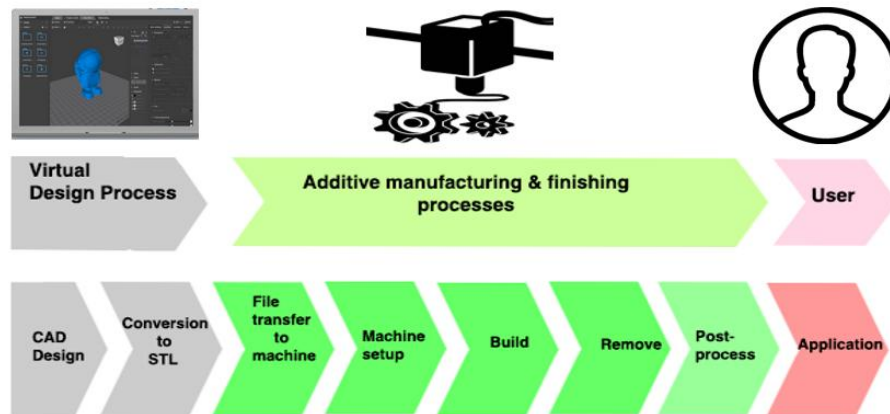 Virtual
Design Process
Additive manufacturing & finishing
processes
User
CAD
Design
Conversion
to
STL
File
transfer
to
machine
Machine
setup
Build
Remove
Post-
process
Application